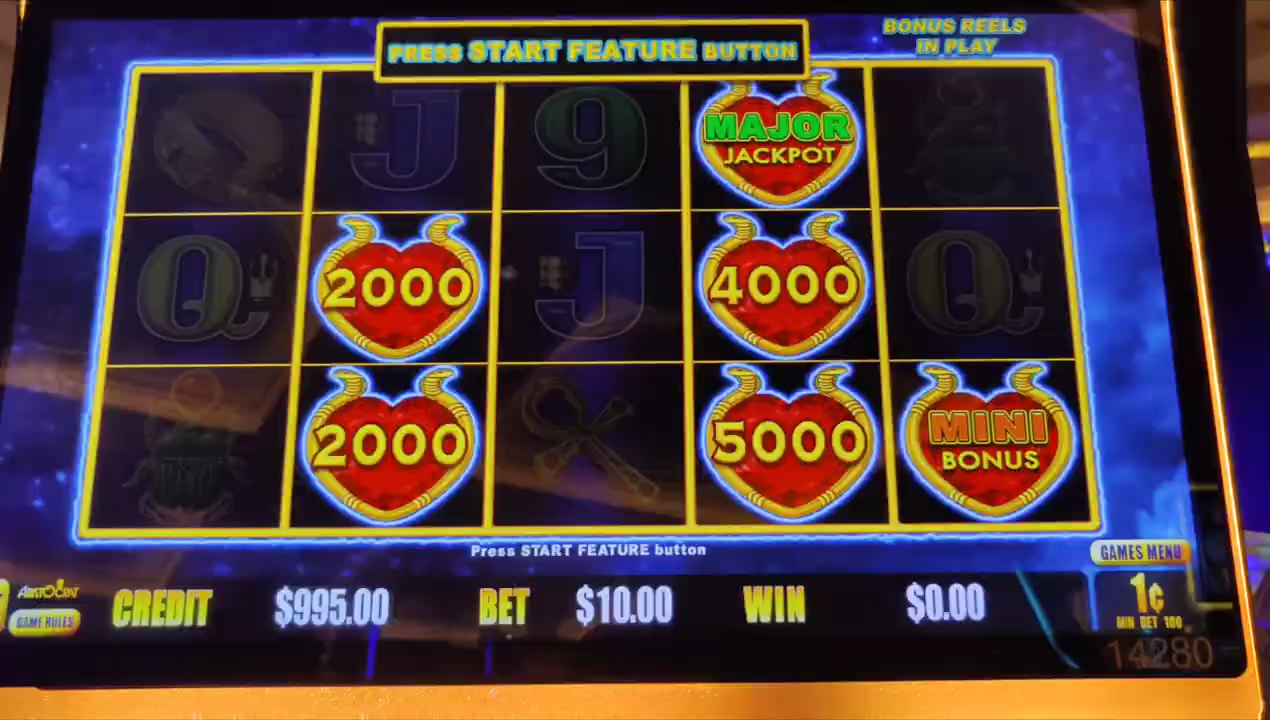 BONUS REELS
IN PLAY
PRESS START FEATURE BUTTON
J
9
MAJOR
JACKPOT
Q
2000
J
4000
Q
2000
5000
MINI
BONUS
Press START FEATURE button
GAMES MENU
ARISTOCRAT
GAME RULES
CREDIT
$995.00
BET
$10.00
WIN
$0.00
1¢
MIN BET 100
14280